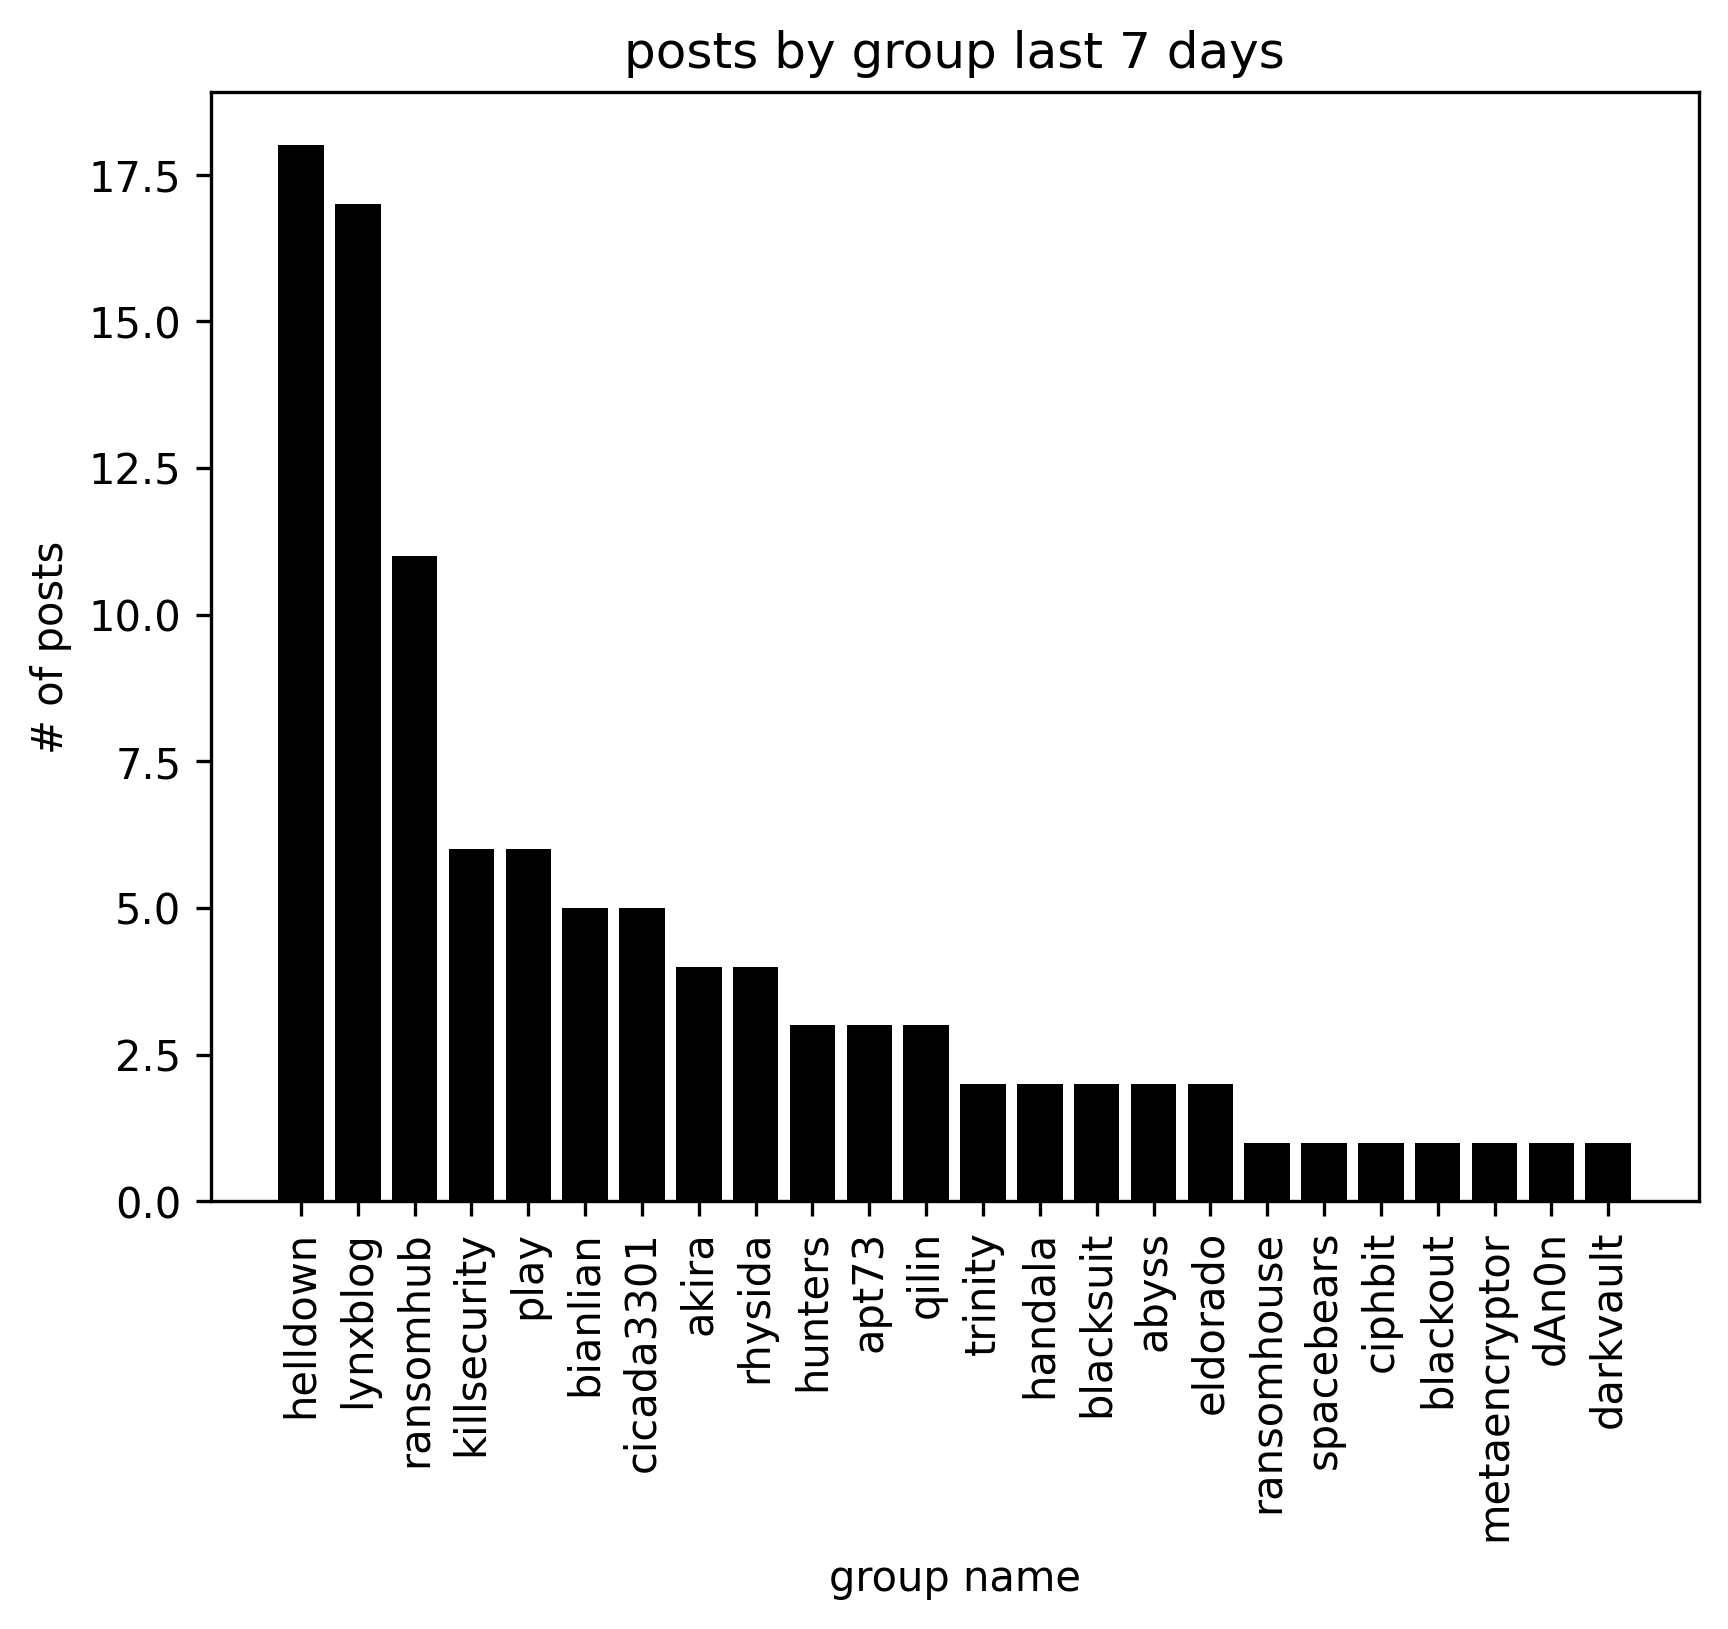 posts by group last 7 days
# of posts
17.5
15.0
12.5
10.0
7.5
5.0
2.5
0.0
helldown
lynxblog
ransomhub
killsecurity
play
bianlian
cicada3301
akira
rhysida
hunters
apt73
qilin
trinity
handala
blacksuit
abyss
eldorado
ransomhouse
spacebears
ciphbit
blackout
metaencryptor
dAn0n
darkvault
group name